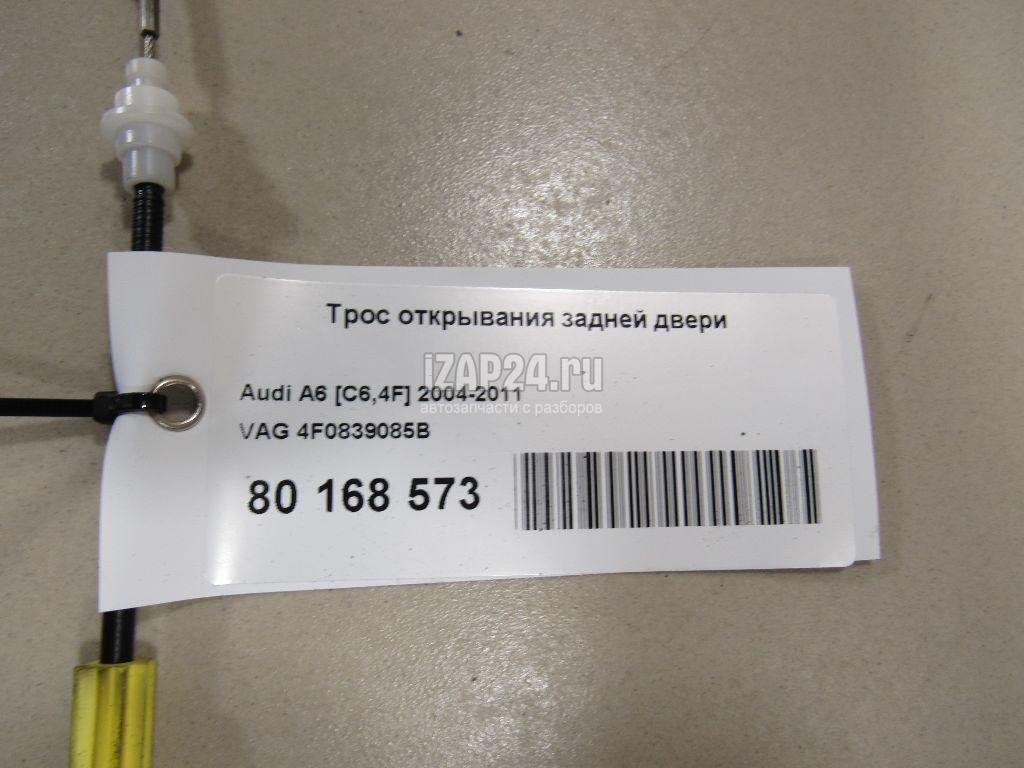 Трос открывания задней двери
iZAP24.ru
Audi A6 [C6,4F] 2004-2011
автозапчасти с разборов
VAG 4F0839085B
80 168 573